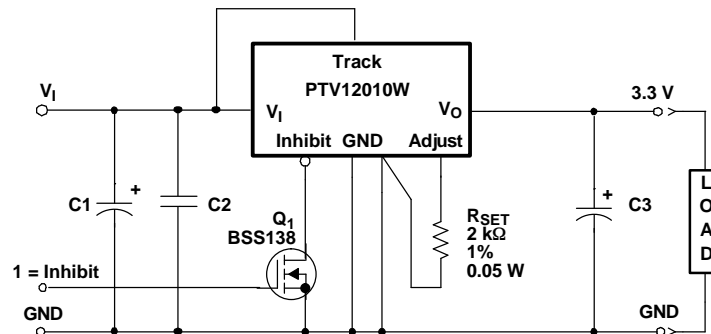 Track
PTV12010W
V_I
V_I
V_O
3.3 V
Inhibit
GND
Adjust
C1
+
C2
Q_1
BSS138
R_SET
2 kΩ
1%
0.05 W
+
C3
L
O
A
D
1 = Inhibit
GND
GND